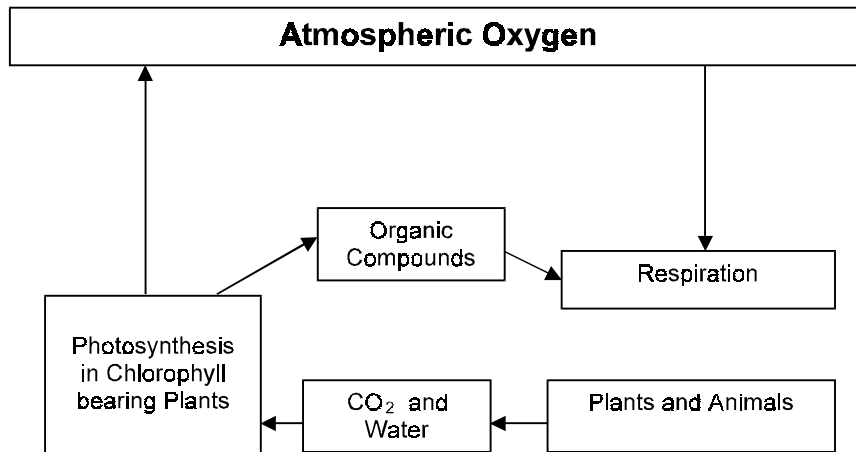 Atmospheric Oxygen
Organic
Compounds
Respiration
Photosynthesis
in Chlorophyll
bearing Plants
CO₂ and
Water
Plants and Animals